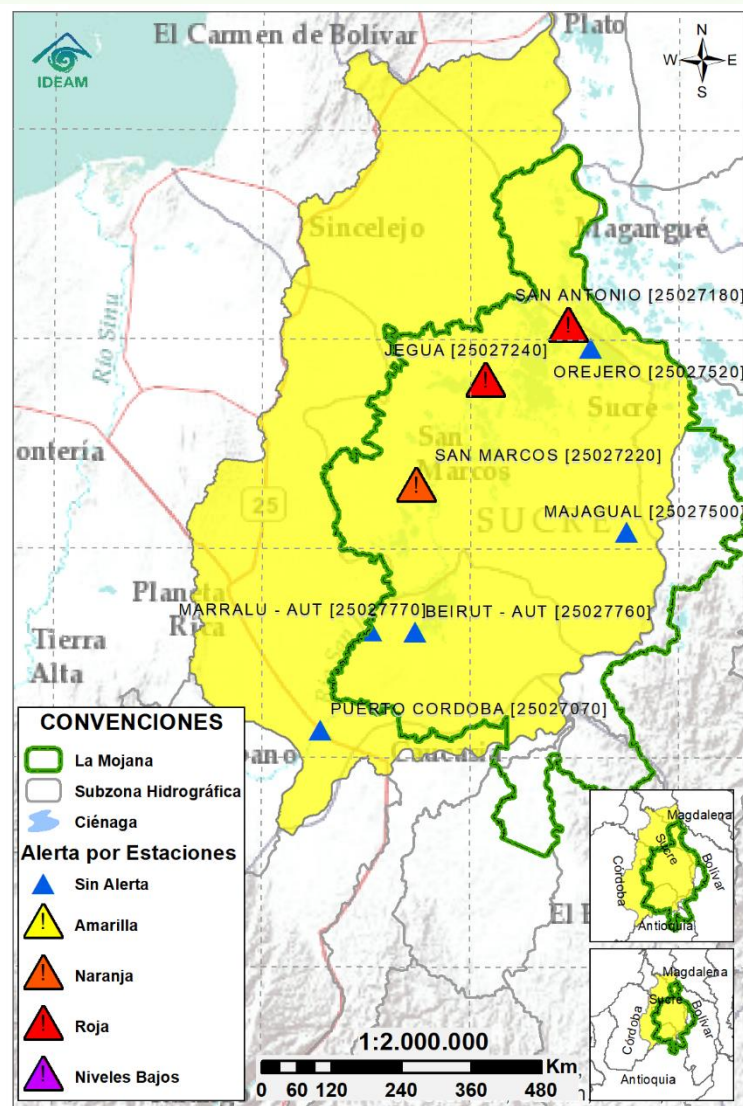 IDEAM
El Carmen de Bolívar
Plato
N
W E
S
Sincelejo
Magangué
Río Sinú
SAN ANTONIO [25027180]
JEGUA [25027240]
OREJERO [25027520]
Sucre
ontería
San
Marcos
SAN MARCOS [25027220]
25
SUCRE
MAJAGUAL [25027500]
Planeta
Rica
MARRALU - AUT [25027770]
BEIRUT - AUT [25027760]
Tierra
Alta
PUERTO CORDOBA [25027070]
bano
Caucasia
El B
CONVENCIONES
La Mojana
Subzona Hidrográfica
Ciénaga
Alerta por Estaciones
Sin Alerta
Amarilla
Naranja
Roja
Niveles Bajos
1:2.000.000
Km
0 60 120 240 360 480
Magdalena
Sucre
Córdoba
Bolívar
Antioquia
Magdalena
Sucre
Córdoba
Bolívar
Antioquia